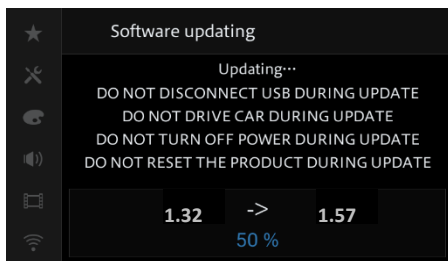 Software updating
Updating···
DO NOT DISCONNECT USB DURING UPDATE
DO NOT DRIVE CAR DURING UPDATE
DO NOT TURN OFF POWER DURING UPDATE
DO NOT RESET THE PRODUCT DURING UPDATE
1.32 -> 1.57
50 %